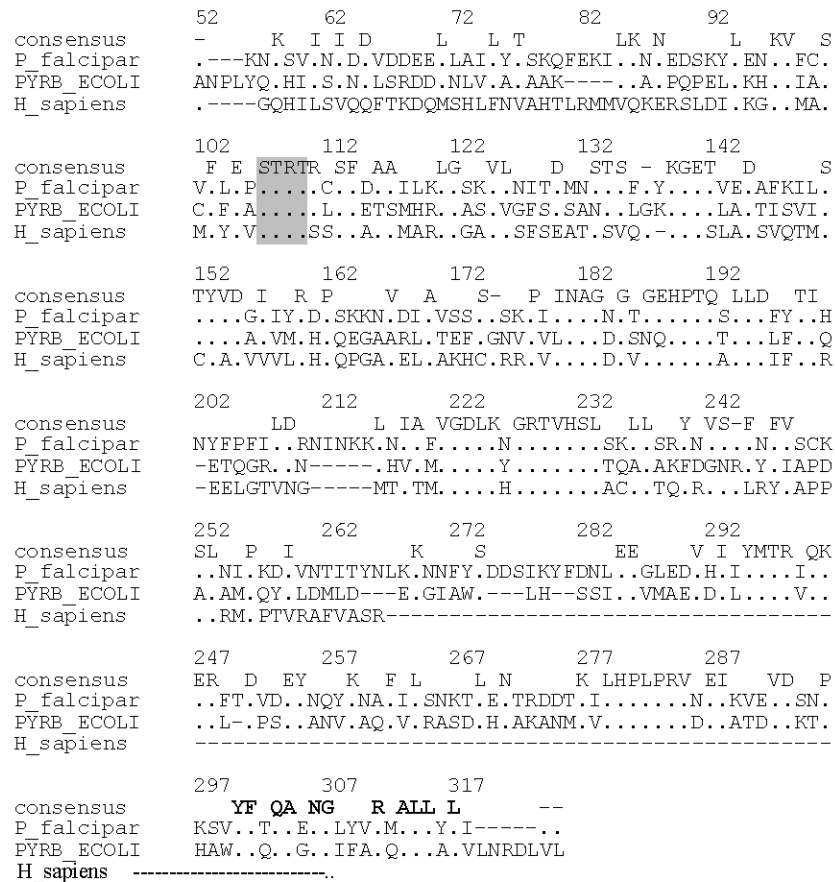 52 62 72 82 92
consensus - K I I D L L T LK N L KV S
P_falcipar .---KN.SV.N.D.VDDEE.LAI.Y.SKQFEKI..N.EDSKY.EN..FC.
PYRB_ECOLI ANPLYQ.HI.S.N.LSRDD.NLV.A.AAK----..A.PQPEL.KH..IA.
H_sapiens .----GQHILSVQQFTKDQMSHLFNVAHTLRMMVQKERSLDI.KG..MA.
102 112 122 132 142
consensus F E STRTR SF AA LG VL D STS - KGET D S
P_falcipar V.L.P.....C..D..ILK..SK..NIT.MN...F.Y....VE.AFKIL.
PYRB_ECOLI C.F.A.....L..ETSMHR..AS.VGFS.SAN..LGK....LA.TISVI.
H_sapiens M.Y.V....SS..A..MAR..GA..SFSEAT.SVQ.-...SLA.SVQTM.
152 162 172 182 192
consensus TYVD I R P V A S- P INAG G GEHPTQ LLD TI
P_falcipar ....G.IY.D.SKKN.DI.VSS..SK.I....N.T......S...FY..H
PYRB_ECOLI ....A.VM.H.QEGAARL.TEF.GNV.VL...D.SNQ....T...LF..Q
H_sapiens C.A.VVVL.H.QPGA.EL.AKHC.RR.V....D.V......A...IF..R
202 212 222 232 242
consensus LD L IA VGDLK GRTVHSL LL Y VS-F FV
P_falcipar NYFPFI..RNINKK.N..F.....N.......SK..SR.N....N..SCK
PYRB_ECOLI -ETQGR..N-----HV.M.....Y.......TQA.AKFDGNR.Y.IAPD
H_sapiens -EELGTVNG-----MT.TM.....H.......AC..TQ.R...LRY.APP
252 262 272 282 292
consensus SL P I K S EE V I YMTR QK
P_falcipar ..NI.KD.VNTITYNLK.NNFY.DDSIKYFDNL..GLED.H.I....I..
PYRB_ECOLI A.AM.QY.LDMLD---E.GIAW.---LH--SSI..VMAE.D.L....V..
H_sapiens ..RM.PTVRAFVASR-----------------------------------
247 257 267 277 287
consensus ER D EY K F L L N K LHPLPRV EI VD P
P_falcipar ..FT.VD..NQY.NA.I.SNKT.E.TRDDT.I.......N..KVE..SN.
PYRB_ECOLI ..L-.PS..ANV.AQ.V.RASD.H.AKANM.V.......D..ATD..KT.
H_sapiens --------------------------------------------------
297 307 317
consensus YF QA NG R ALL L --
P_falcipar KSV..T..E..LYV.M...Y.I-----..
PYRB_ECOLI HAW..Q..G..IFA.Q...A.VLNRDLVL
H_sapiens ---------------------------..